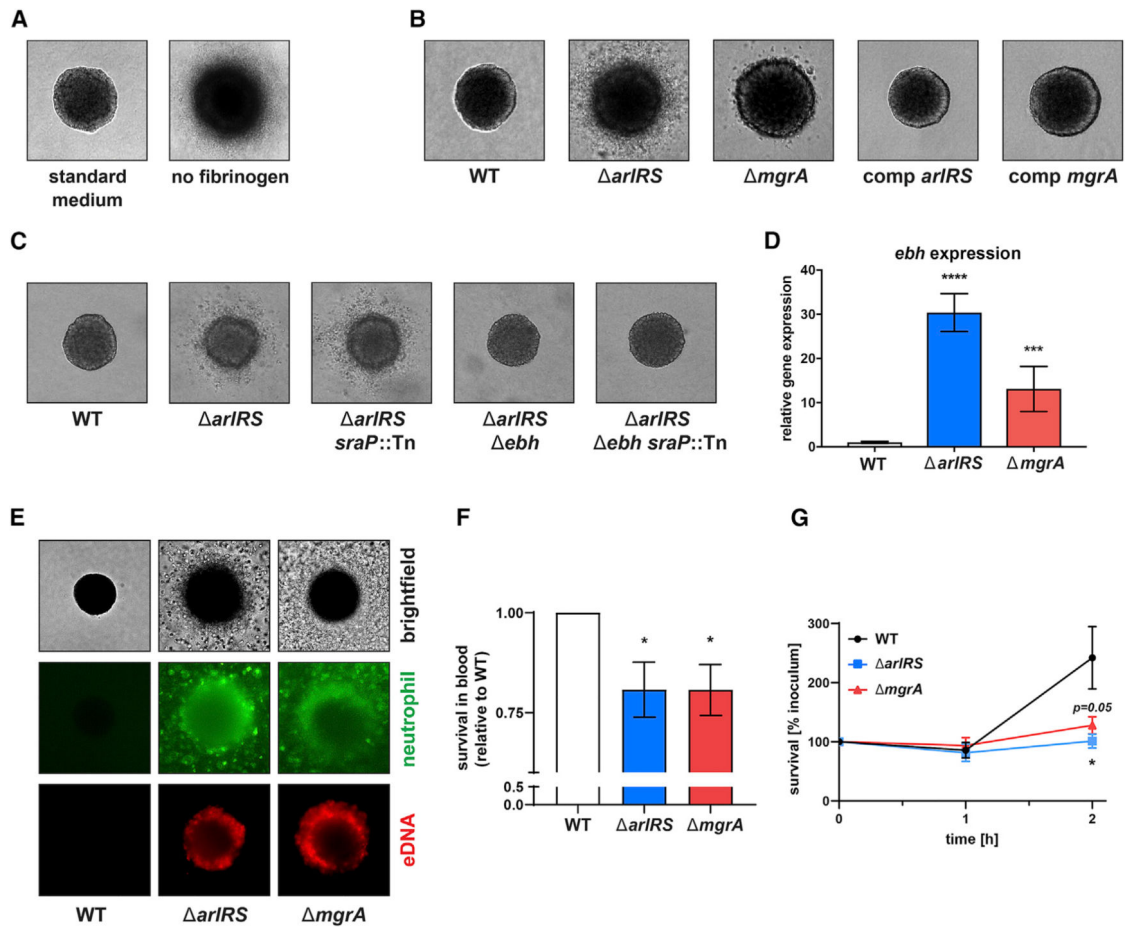 A
standard
medium
no fibrinogen
B
WT
ΔarlRS
ΔmgrA
comp arlRS
comp mgrA
C
WT
ΔarlRS
ΔarlRS
sraP::Tn
ΔarlRS
Δebh
ΔarlRS
Δebh sraP::Tn
D
ebh expression
relative gene expression
40
30
20
10
0
****
***
WT
ΔarlRS
ΔmgrA
E
brightfield
neutrophil
eDNA
WT
ΔarlRS
ΔmgrA
F
survival in blood
(relative to WT)
1.00
0.75
0.5
0.0
*
*
WT
ΔarlRS
ΔmgrA
G
survival [% inoculum]
300
200
100
0
WT
ΔarlRS
ΔmgrA
p=0.05
*
0
1
2
time [h]